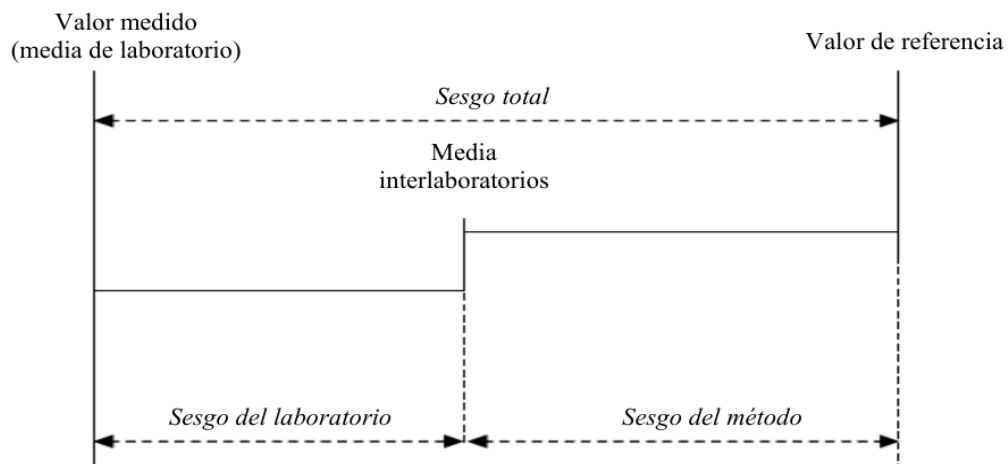 Valor medido
(media de laboratorio)
Valor de referencia
Sesgo total
Media
interlaboratorios
Sesgo del laboratorio
Sesgo del método